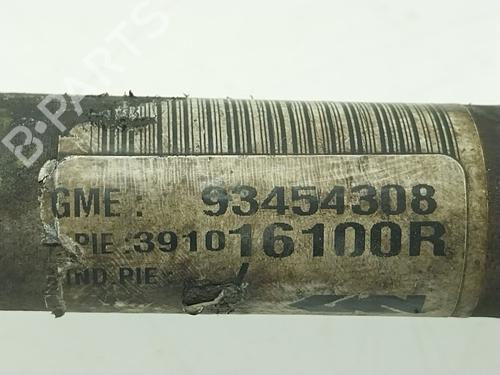 B-PARTS
GME : 93454308
PIE :391016100R
IND.PIE : /